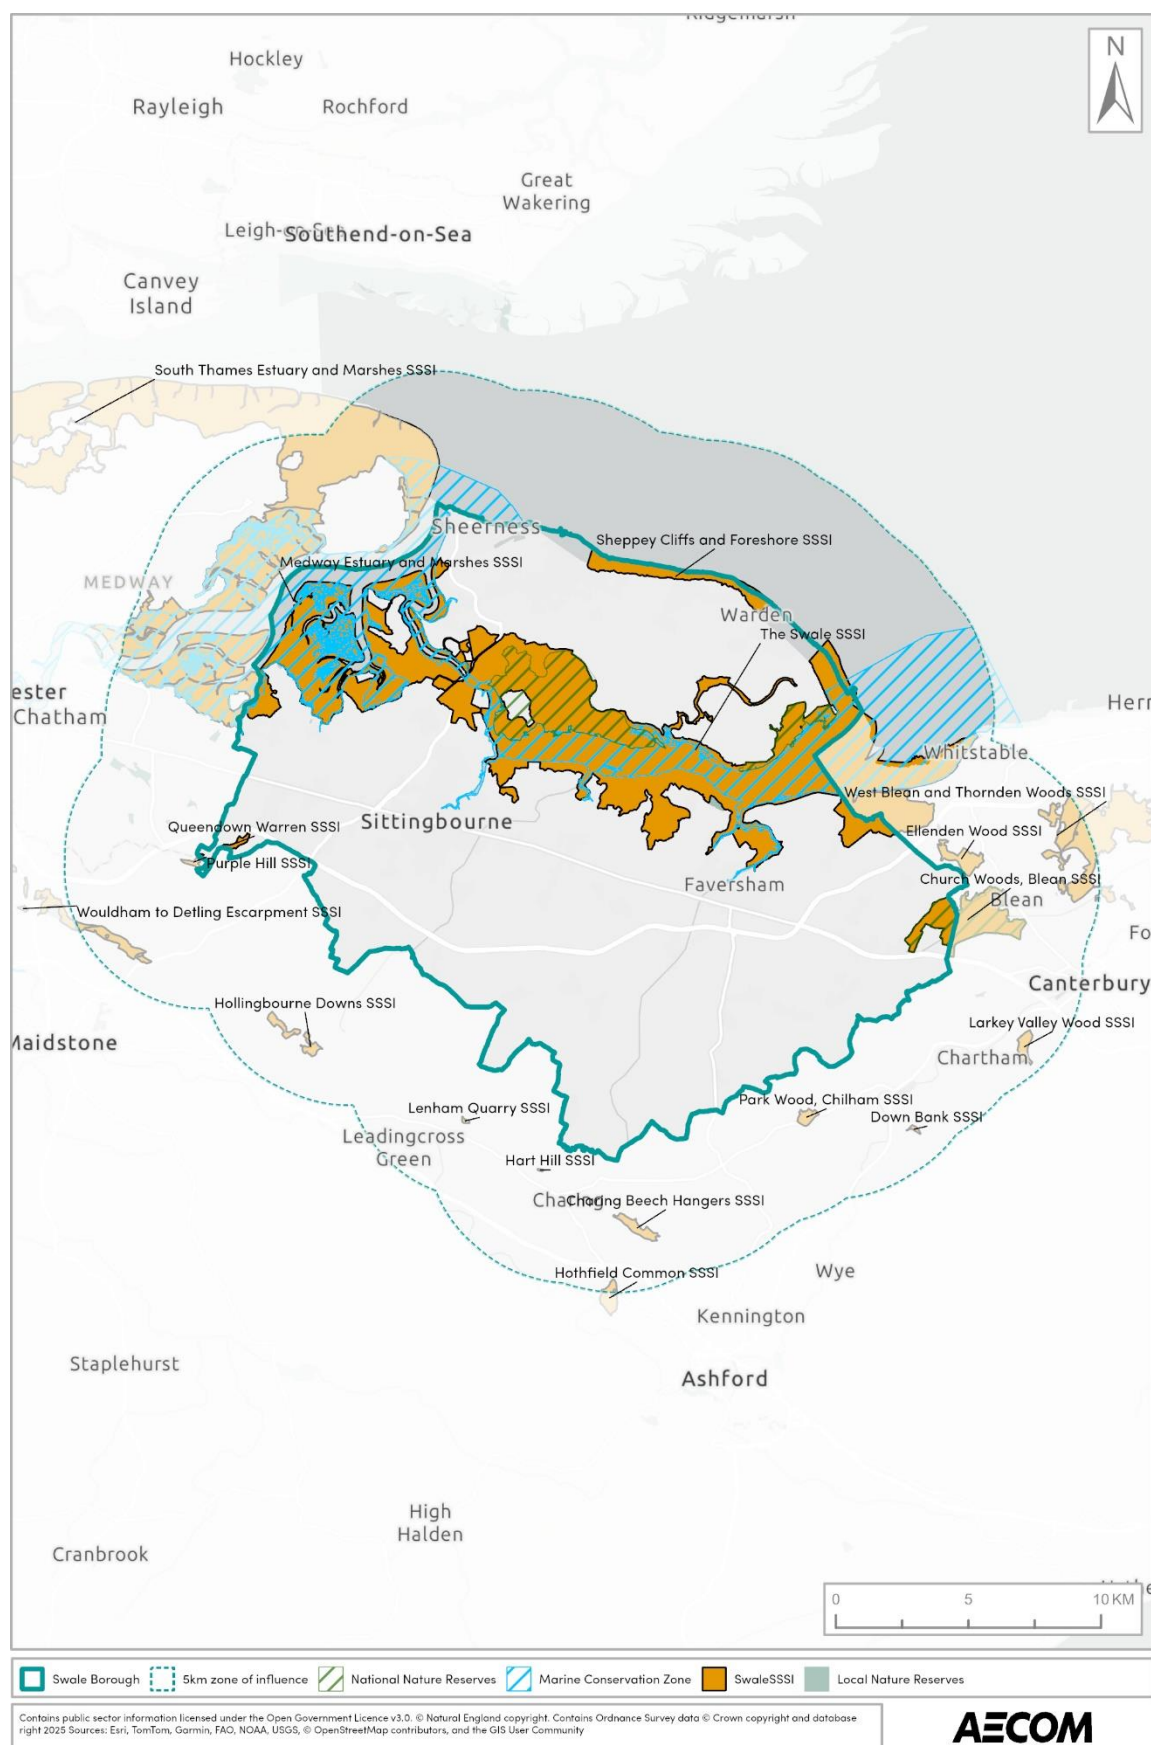 Hockley
Rayleigh
Rochford
N
Great
Wakering
Southend-on-Sea
Canvey
Island
South Thames Estuary and Marshes SSSI
Sheerness
Sheppey Cliffs and Foreshore SSSI
Medway Estuary and Marshes SSSI
MEDWAY
Warden
The Swale SSSI
Chatham
Whitstable
West Blean and Thornden Woods SSSI
Sittingbourne
Queendown Warren SSSI
Ellenden Wood SSSI
Purple Hill SSSI
Church Woods, Blean SSSI
Faversham
Blean
Wouldham to Detling Escarpment SSSI
Canterbury
Hollingbourne Downs SSSI
Larkey Valley Wood SSSI
Maidstone
Chartham
Park Wood, Chilham SSSI
Lenham Quarry SSSI
Down Bank SSSI
Leadingcross
Green
Hart Hill SSSI
Charing
Charing Beech Hangers SSSI
Hothfield Common SSSI
Wye
Kennington
Staplehurst
Ashford
High
Halden
Cranbrook
0 5 10 KM
Swale Borough 5km zone of influence National Nature Reserves Marine Conservation Zone SwaleSSSI Local Nature Reserves
Contains public sector information licensed under the Open Government Licence v3.0. © Natural England copyright. Contains Ordnance Survey data © Crown copyright and database
right 2025 Sources: Esri, TomTom, Garmin, FAO, NOAA, USGS, © OpenStreetMap contributors, and the GIS User Community
AECOM